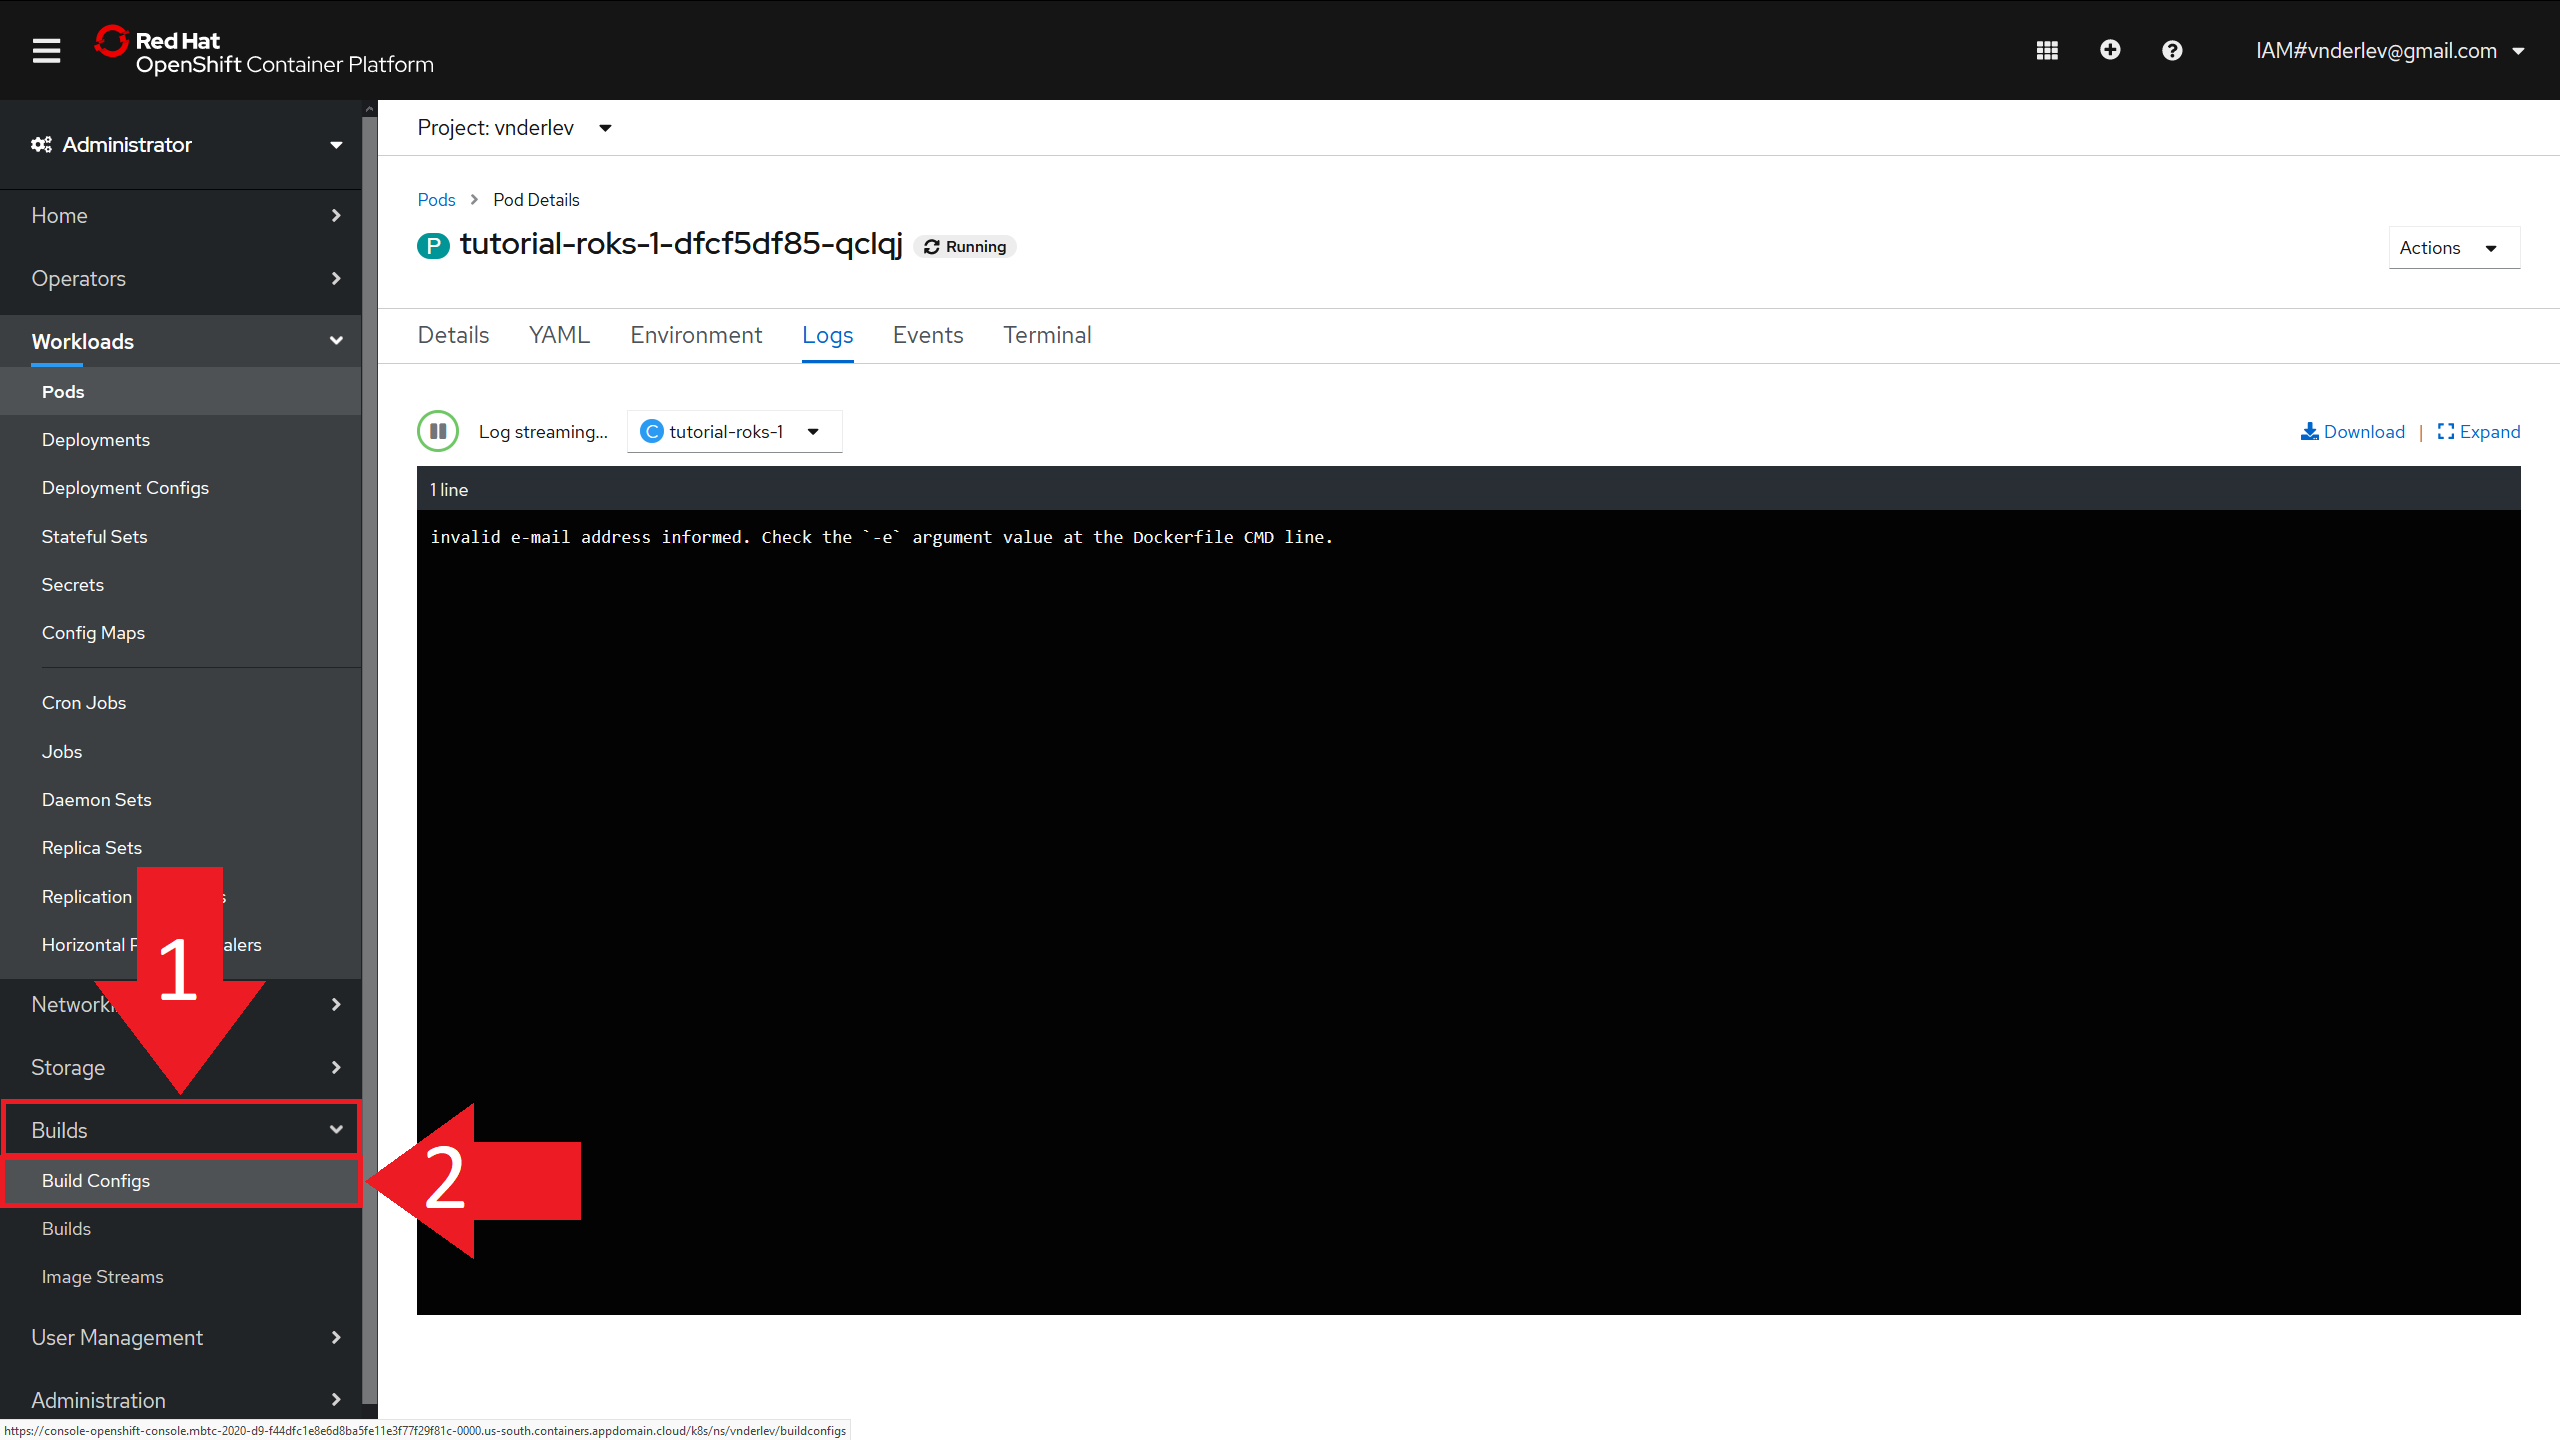 Red Hat
OpenShift Container Platform
IAM#vnderlev@gmail.com
Administrator
Home
Operators
Workloads
Pods
Deployments
Deployment Configs
Stateful Sets
Secrets
Config Maps
Cron Jobs
Jobs
Daemon Sets
Replica Sets
Replication
Horizontal
1
Storage
Builds
Build Configs
2
Builds
Image Streams
User Management
Administration
Project: vnderlev
Pods > Pod Details
P tutorial-roks-1-dfcf5df85-qclqj Running
Actions
Details YAML Environment Logs Events Terminal
Log streaming... C tutorial-roks-1
Download | Expand
1 line
invalid e-mail address informed. Check the `-e` argument value at the Dockerfile CMD line.
https://console-openshift-console.mbtc-2020-d9-f44dfc1e8e6d8ba5fe11e3f77f29f81c-0000.us-south.containers.appdomain.cloud/k8s/ns/vnderlev/buildconfigs